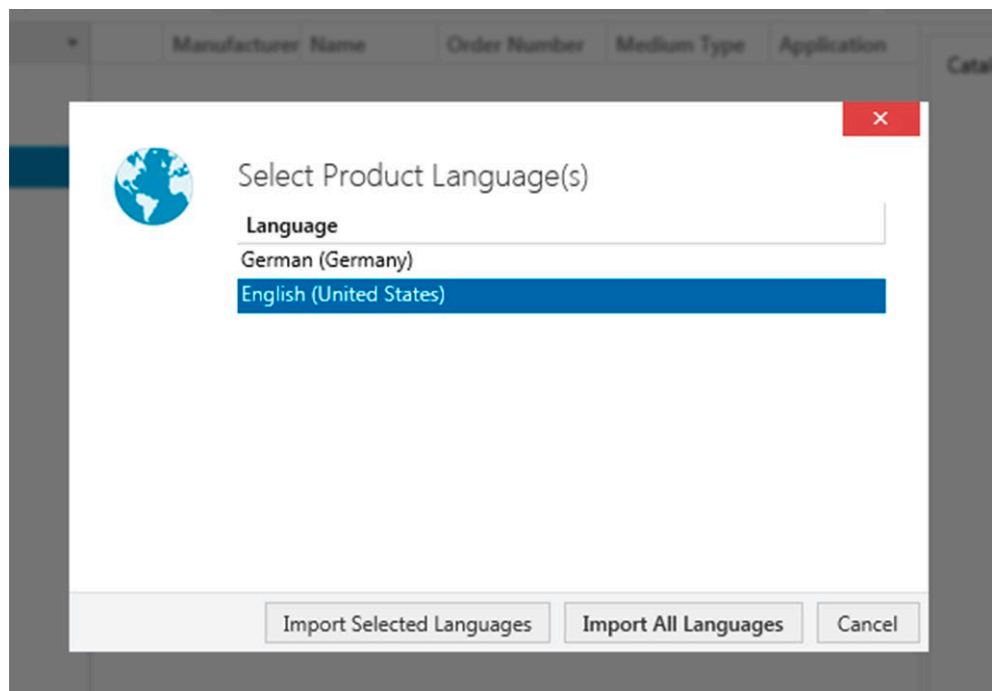 Manufacturer Name Order Number Medium Type Application
Catal
Select Product Language(s)
Language
German (Germany)
English (United States)
Import Selected Languages Import All Languages Cancel